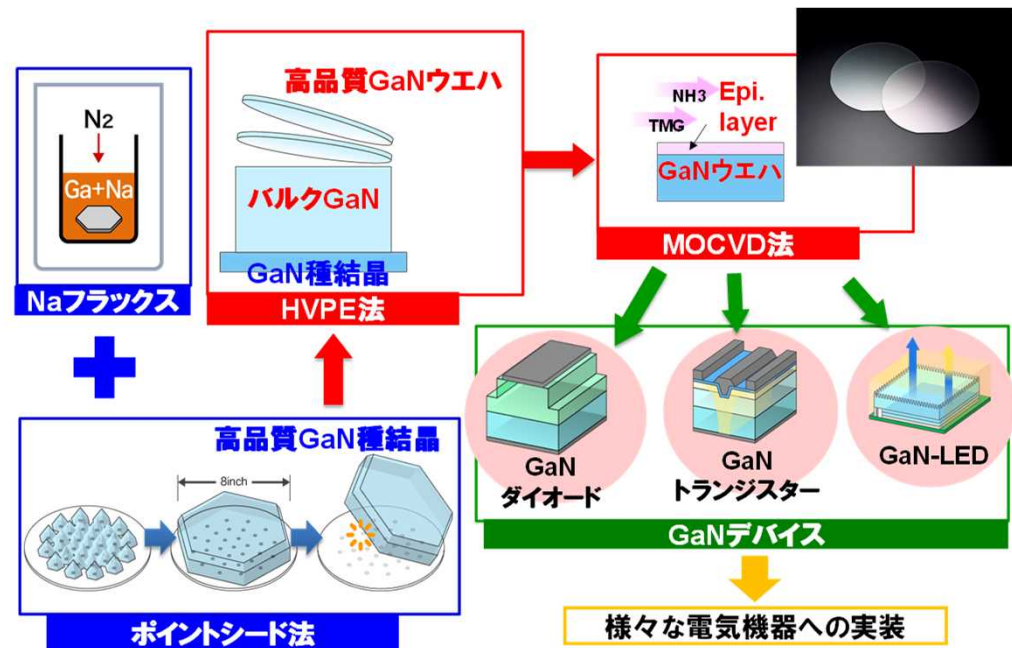 N2
Ga+Na
Naフラックス
高品質GaNウエハ
バルクGaN
GaN種結晶
HVPE法
NH3
TMG
Epi.
layer
GaNウエハ
MOCVD法
高品質GaN種結晶
8inch
ポイントシード法
GaN
ダイオード
GaN
トランジスター
GaN-LED
GaNデバイス
様々な電気機器への実装